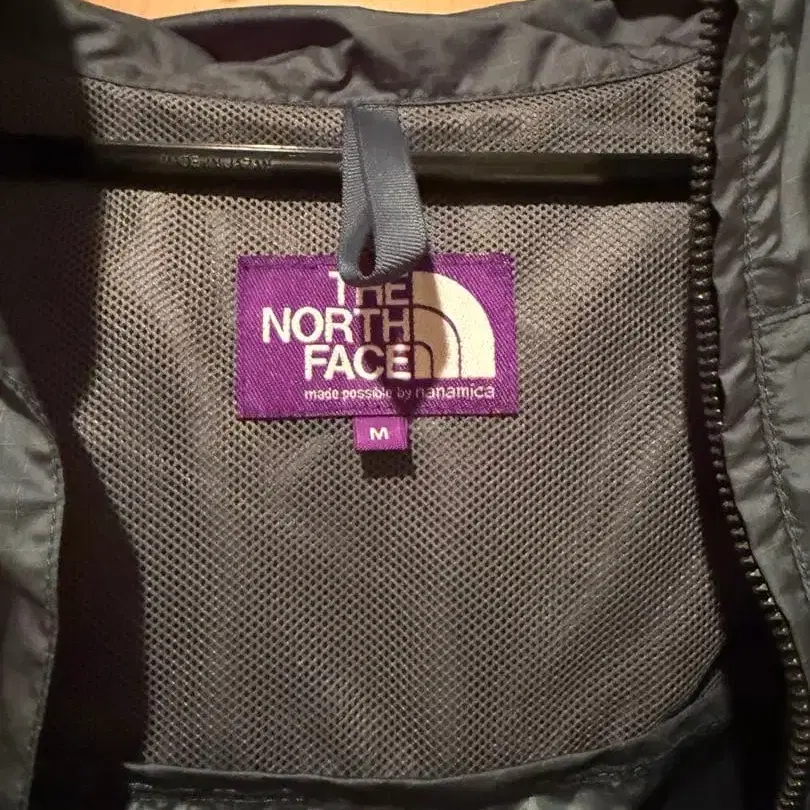 THE
NORTH
FACE
made possible by nanamica
M